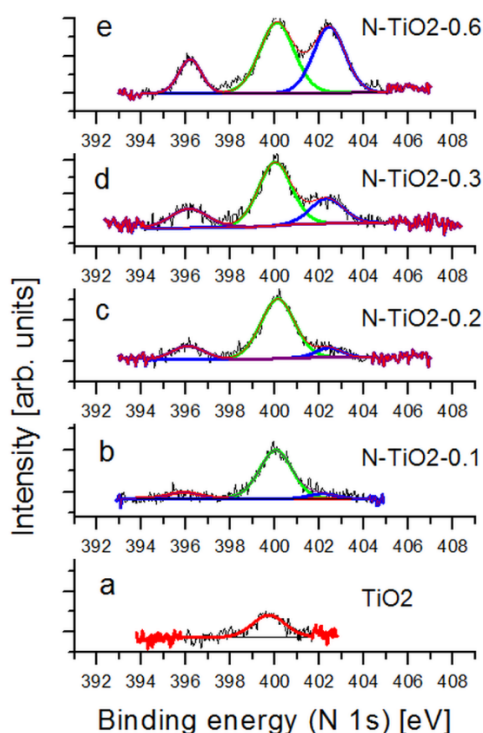 e N-TiO2-0.6
392 394 396 398 400 402 404 406 408
d N-TiO2-0.3
392 394 396 398 400 402 404 406 408
c N-TiO2-0.2
392 394 396 398 400 402 404 406 408
b N-TiO2-0.1
392 394 396 398 400 402 404 406 408
a TiO2
392 394 396 398 400 402 404 406 408
Intensity [arb. units]
Binding energy (N 1s) [eV]